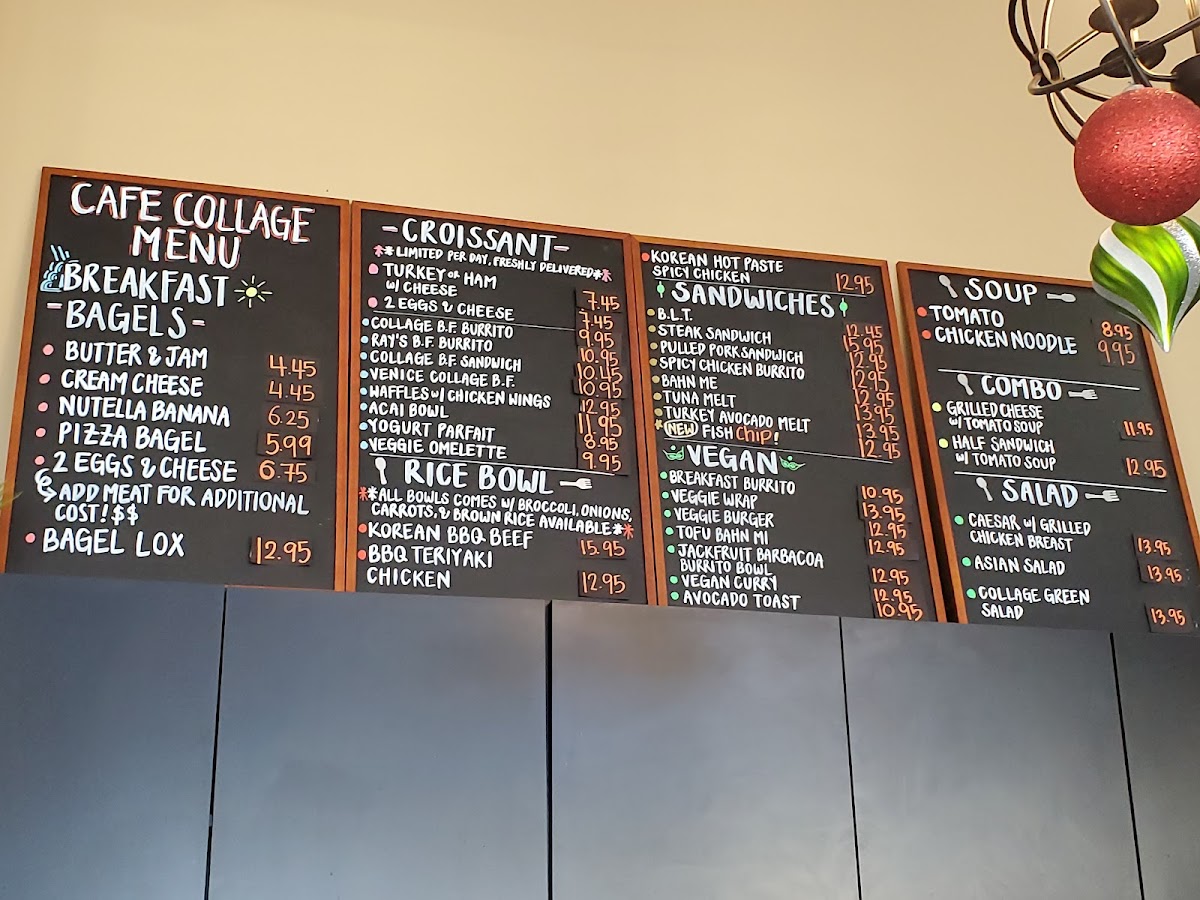 CAFE COLLAGE
MENU
BREAKFAST
- BAGELS -
BUTTER & JAM 4.45
CREAM CHEESE 4.45
NUTELLA BANANA 6.25
PIZZA BAGEL 5.99
2 EGGS & CHEESE 6.75
ADD MEAT FOR ADDITIONAL
COST! $$
BAGEL LOX 12.95
- CROISSANT -
**LIMITED PER DAY, FRESHLY DELIVERED**
TURKEY or HAM
W/ CHEESE 7.45
2 EGGS & CHEESE 7.45
COLLAGE B.F. BURRITO 9.95
RAY'S B.F. BURRITO 10.95
COLLAGE B.F. SANDWICH 10.45
VENICE COLLAGE B.F. 10.95
WAFFLES W/ CHICKEN WINGS 12.95
ACAI BOWL 11.95
YOGURT PARFAIT 8.95
VEGGIE OMELETTE 9.95
RICE BOWL
**ALL BOWLS COMES W/ BROCCOLI, ONIONS,
CARROTS, & BROWN RICE AVAILABLE**
KOREAN BBQ BEEF 15.95
BBQ TERIYAKI
CHICKEN 12.95
KOREAN HOT PASTE
SPICY CHICKEN 12.95
SANDWICHES
B.L.T. 12.45
STEAK SANDWICH 15.95
PULLED PORK SANDWICH 12.95
SPICY CHICKEN BURRITO 12.95
BAHN ME 12.95
TUNA MELT 13.95
TURKEY AVOCADO MELT 13.95
*NEW FISH CHIP! 12.95
VEGAN
BREAKFAST BURRITO 10.95
VEGGIE WRAP 13.95
VEGGIE BURGER 12.95
TOFU BAHN MI 12.95
JACKFRUIT BARBACOA
BURRITO BOWL 12.95
VEGAN CURRY 12.95
AVOCADO TOAST 10.95
SOUP
TOMATO 8.95
CHICKEN NOODLE 9.95
COMBO
GRILLED CHEESE
W/ TOMATO SOUP 11.95
HALF SANDWICH
W/ TOMATO SOUP 12.95
SALAD
CAESAR W/ GRILLED
CHICKEN BREAST 13.95
ASIAN SALAD 13.95
COLLAGE GREEN
SALAD 13.95